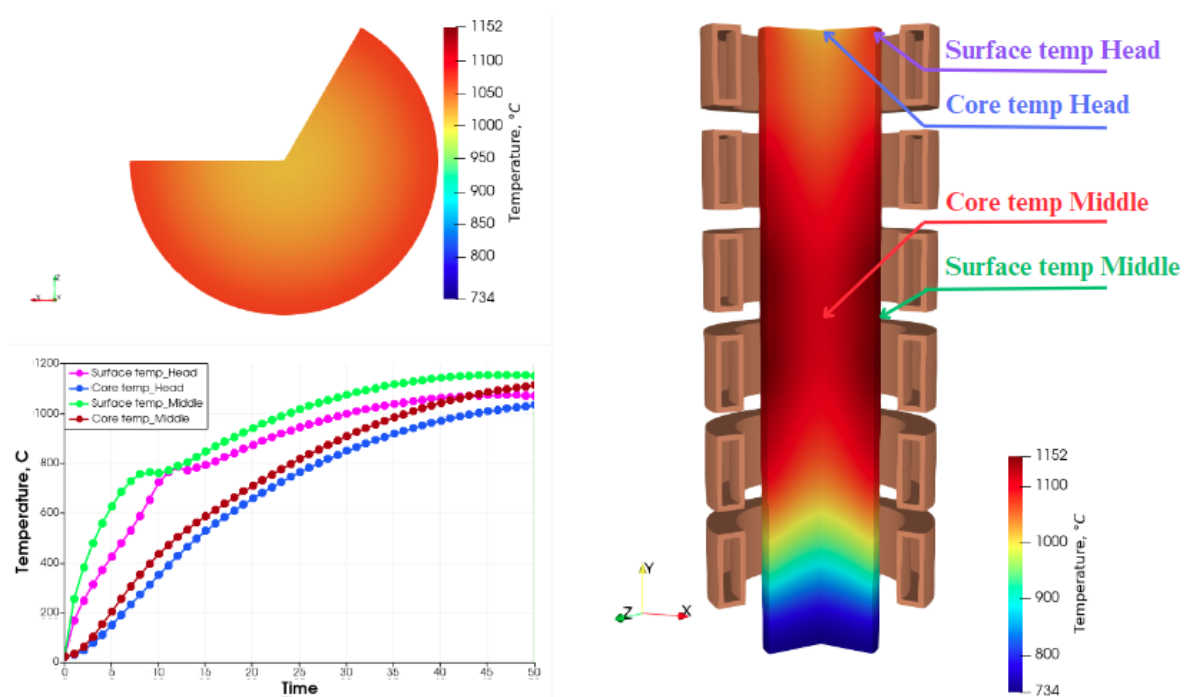 1152
1100
1050
1000
950
900
850
800
734
Temperature, °C
Surface temp Head
Core temp Head
Core temp Middle
Surface temp Middle
1200
1000
800
600
400
200
0
Surface temp_Head
Core temp_Head
Surface temp_Middle
Core temp_Middle
Temperature, C
0 5 10 15 20 25 30 35 40 45 50
Time
Y
Z X
1152
1100
1000
900
800
734
Temperature, °C